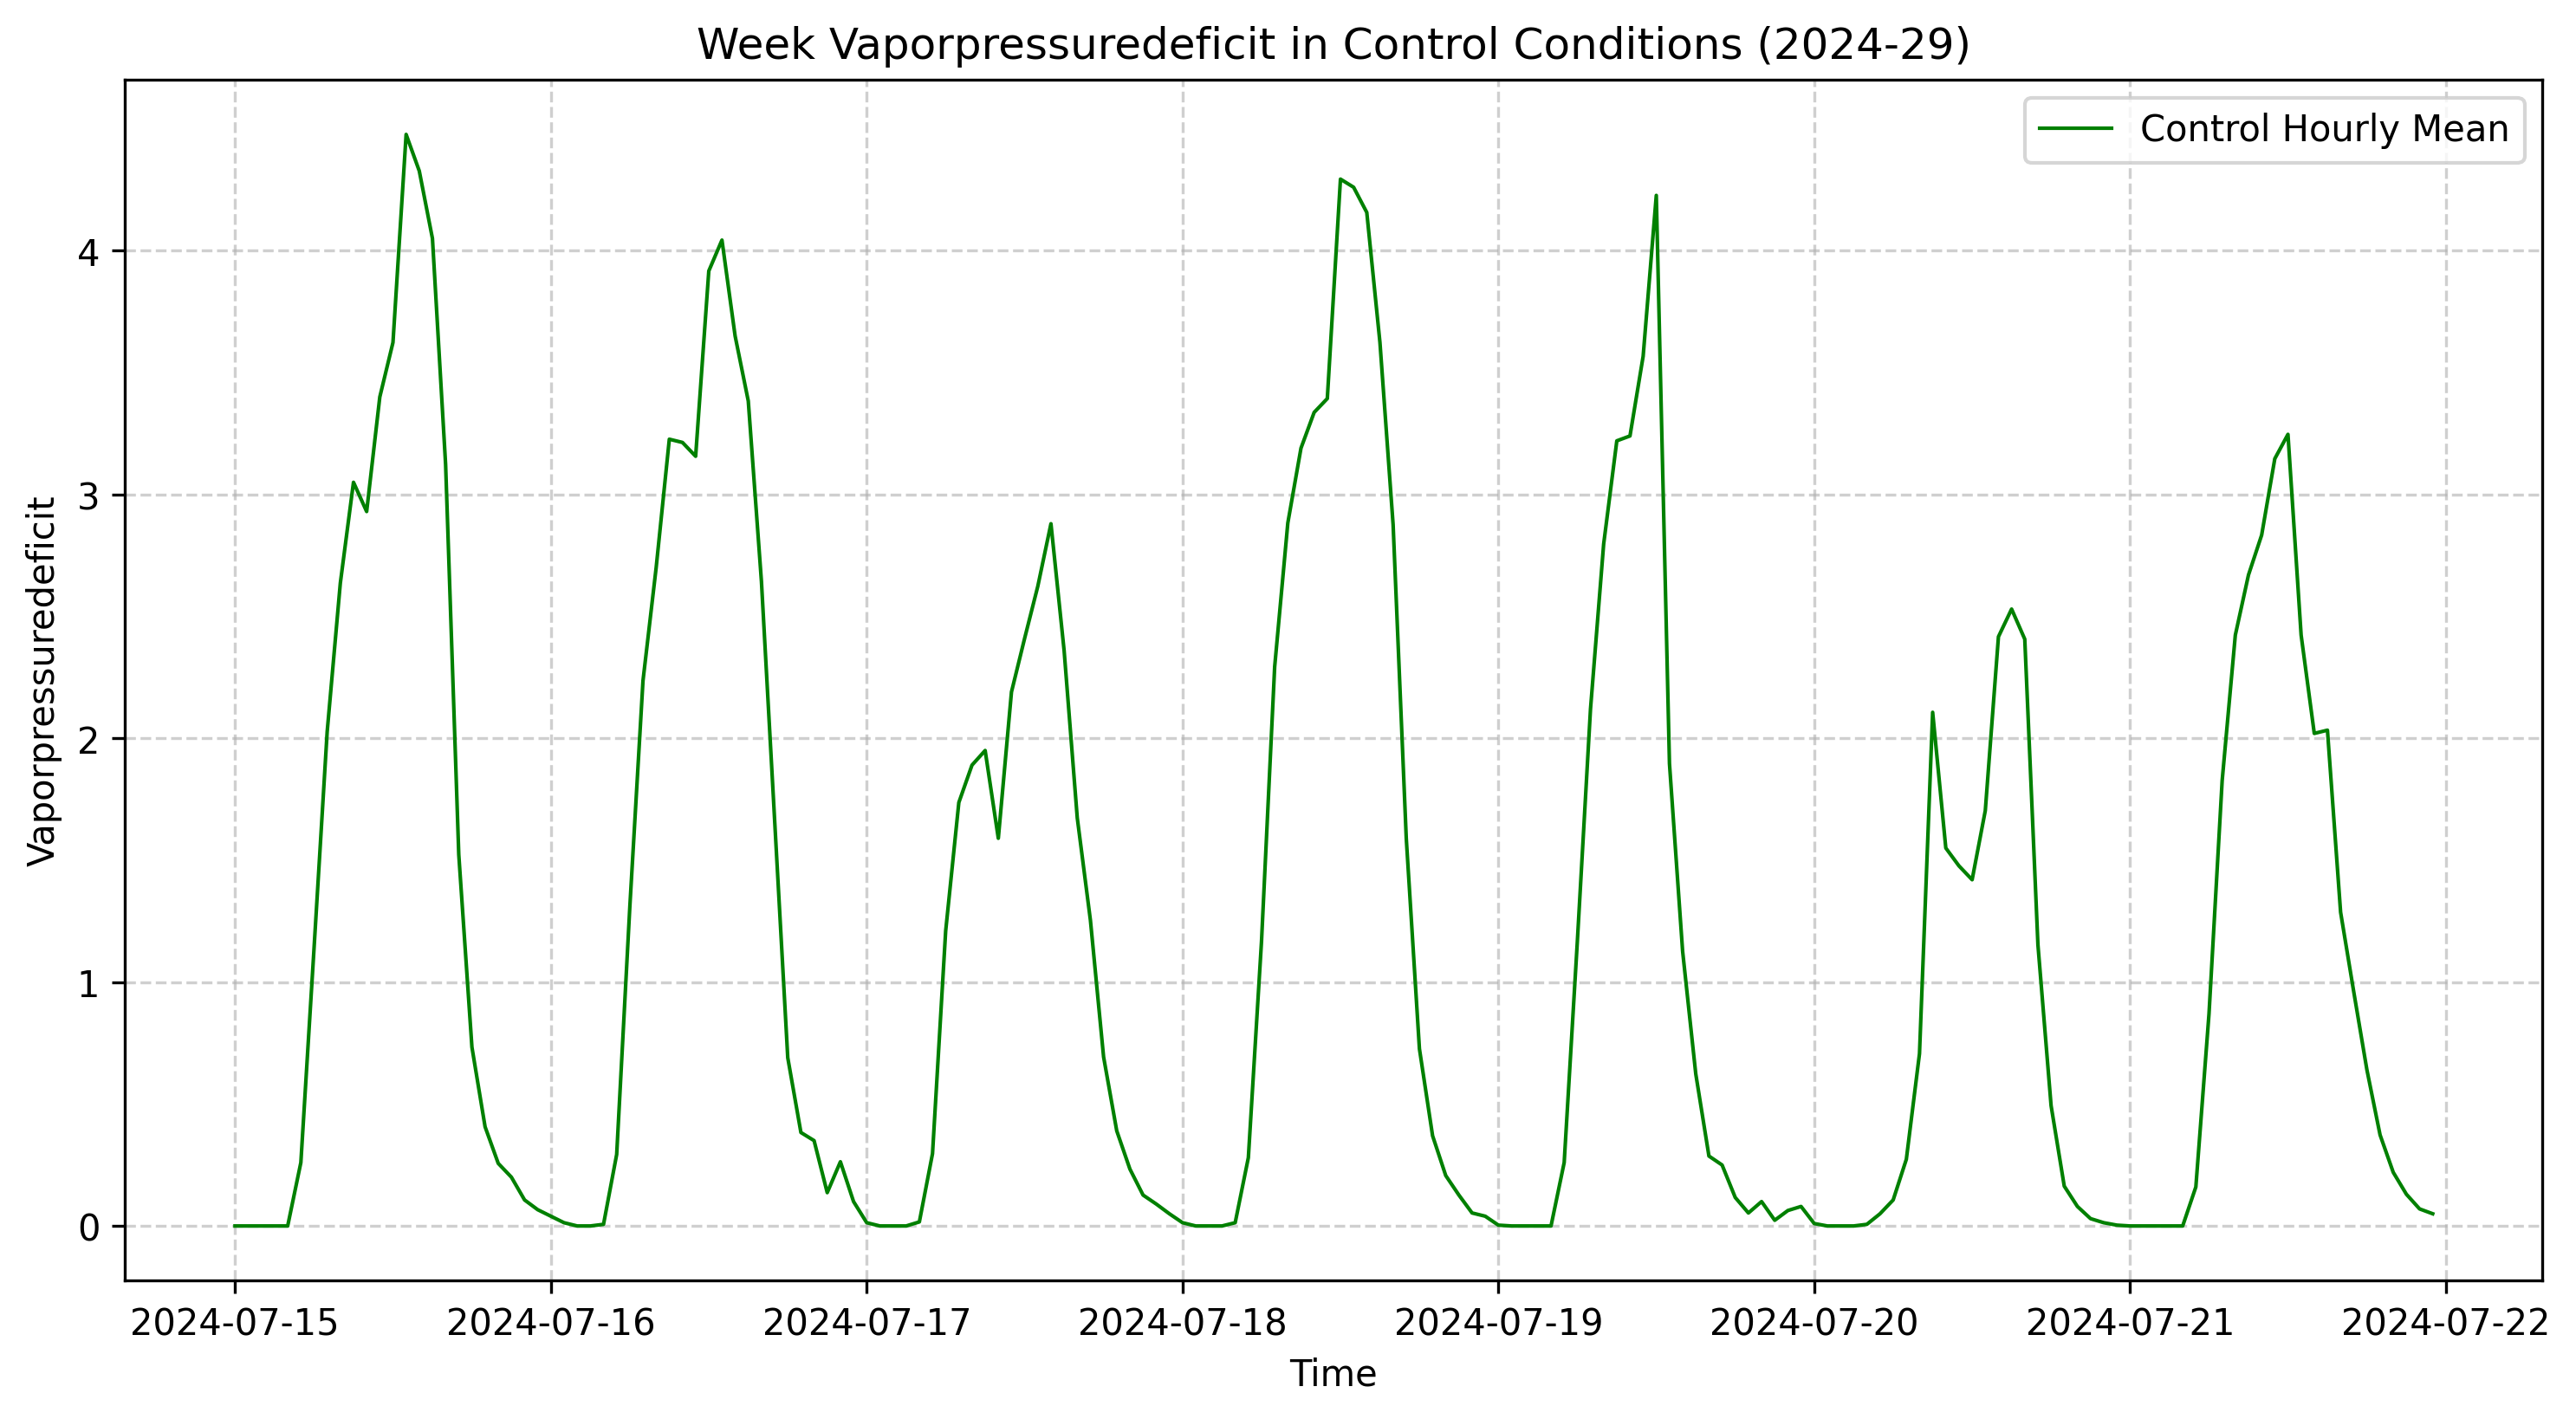 Week Vaporpressuredeficit in Control Conditions (2024-29)
Control Hourly Mean
Vaporpressuredeficit
4
3
2
1
0
2024-07-15 2024-07-16 2024-07-17 2024-07-18 2024-07-19 2024-07-20 2024-07-21 2024-07-22
Time